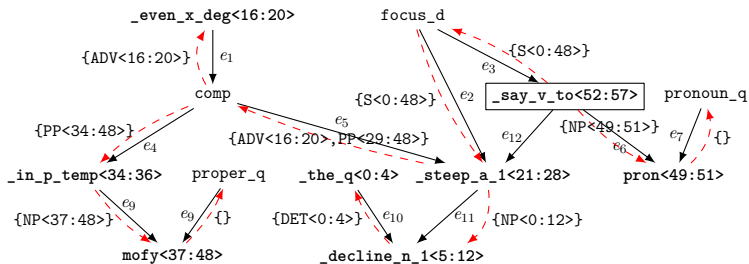 _even_x_deg<16:20>
focus_d
{ADV<16:20>}
e1
{S<0:48>}
e3
comp
{S<0:48>}
e2
_say_v_to<52:57>
pronoun_q
{PP<34:48>}
e4
e5
{ADV<16:20>,PP<29:48>}
e12
{NP<49:51>}
e6
e7
{}
_in_p_temp<34:36>
proper_q
_the_q<0:4>
_steep_a_1<21:28>
pron<49:51>
{NP<37:48>}
e9
e9
{}
{DET<0:4>}
e10
e11
{NP<0:12>}
mofy<37:48>
_decline_n_1<5:12>